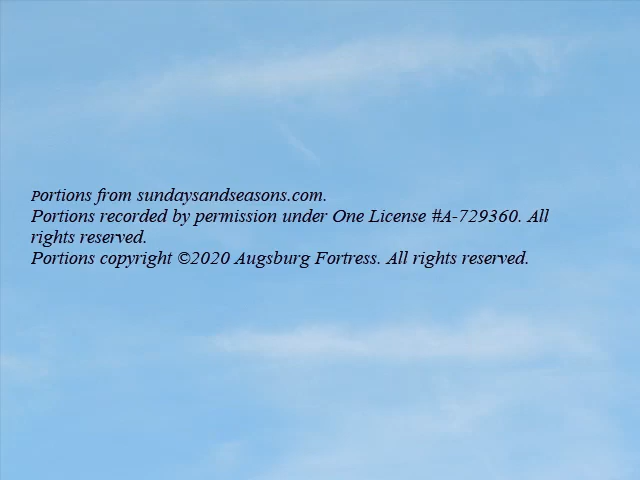 Portions from sundaysandseasons.com.
Portions recorded by permission under One License #A-729360. All
rights reserved.
Portions copyright ©2020 Augsburg Fortress. All rights reserved.